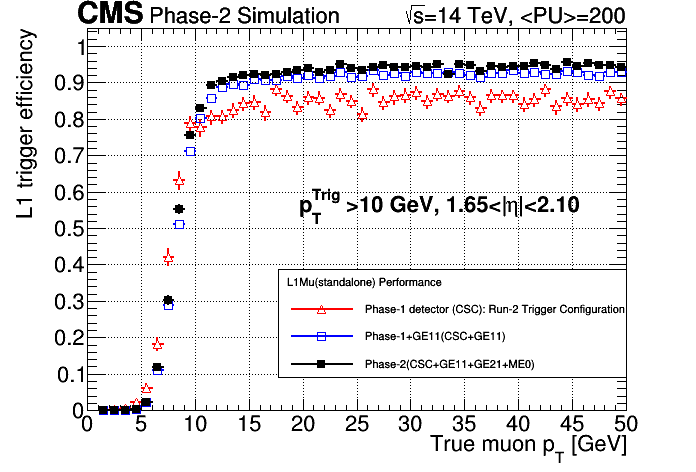 CMS Phase-2 Simulation √s=14 TeV, <PU>=200
L1 trigger efficiency
1
0.9
0.8
0.7
0.6
0.5
0.4
0.3
0.2
0.1
0
p_T^Trig >10 GeV, 1.65<|η|<2.10
L1Mu(standalone) Performance
Phase-1 detector (CSC): Run-2 Trigger Configuration
Phase-1+GE11(CSC+GE11)
Phase-2(CSC+GE11+GE21+ME0)
0 5 10 15 20 25 30 35 40 45 50
True muon p_T [GeV]